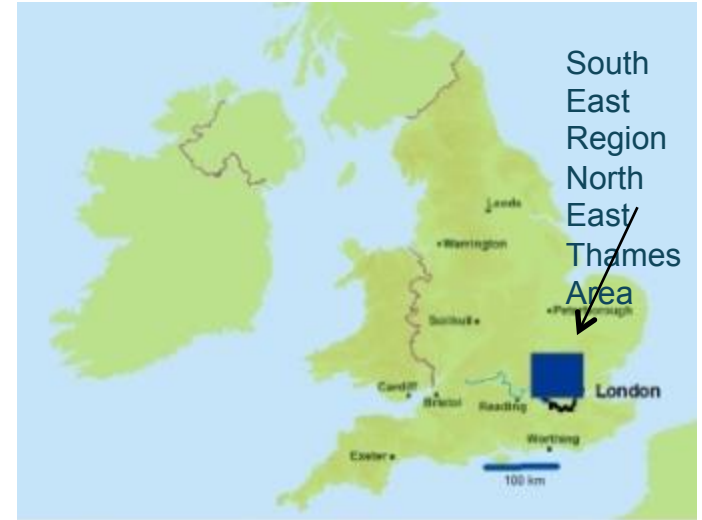 South
East
Region
North
East
Thames
Area
Leeds
Warrington
Peterborough
Solihull
Cardiff
Bristol
Reading
London
Worthing
Exeter
100 km